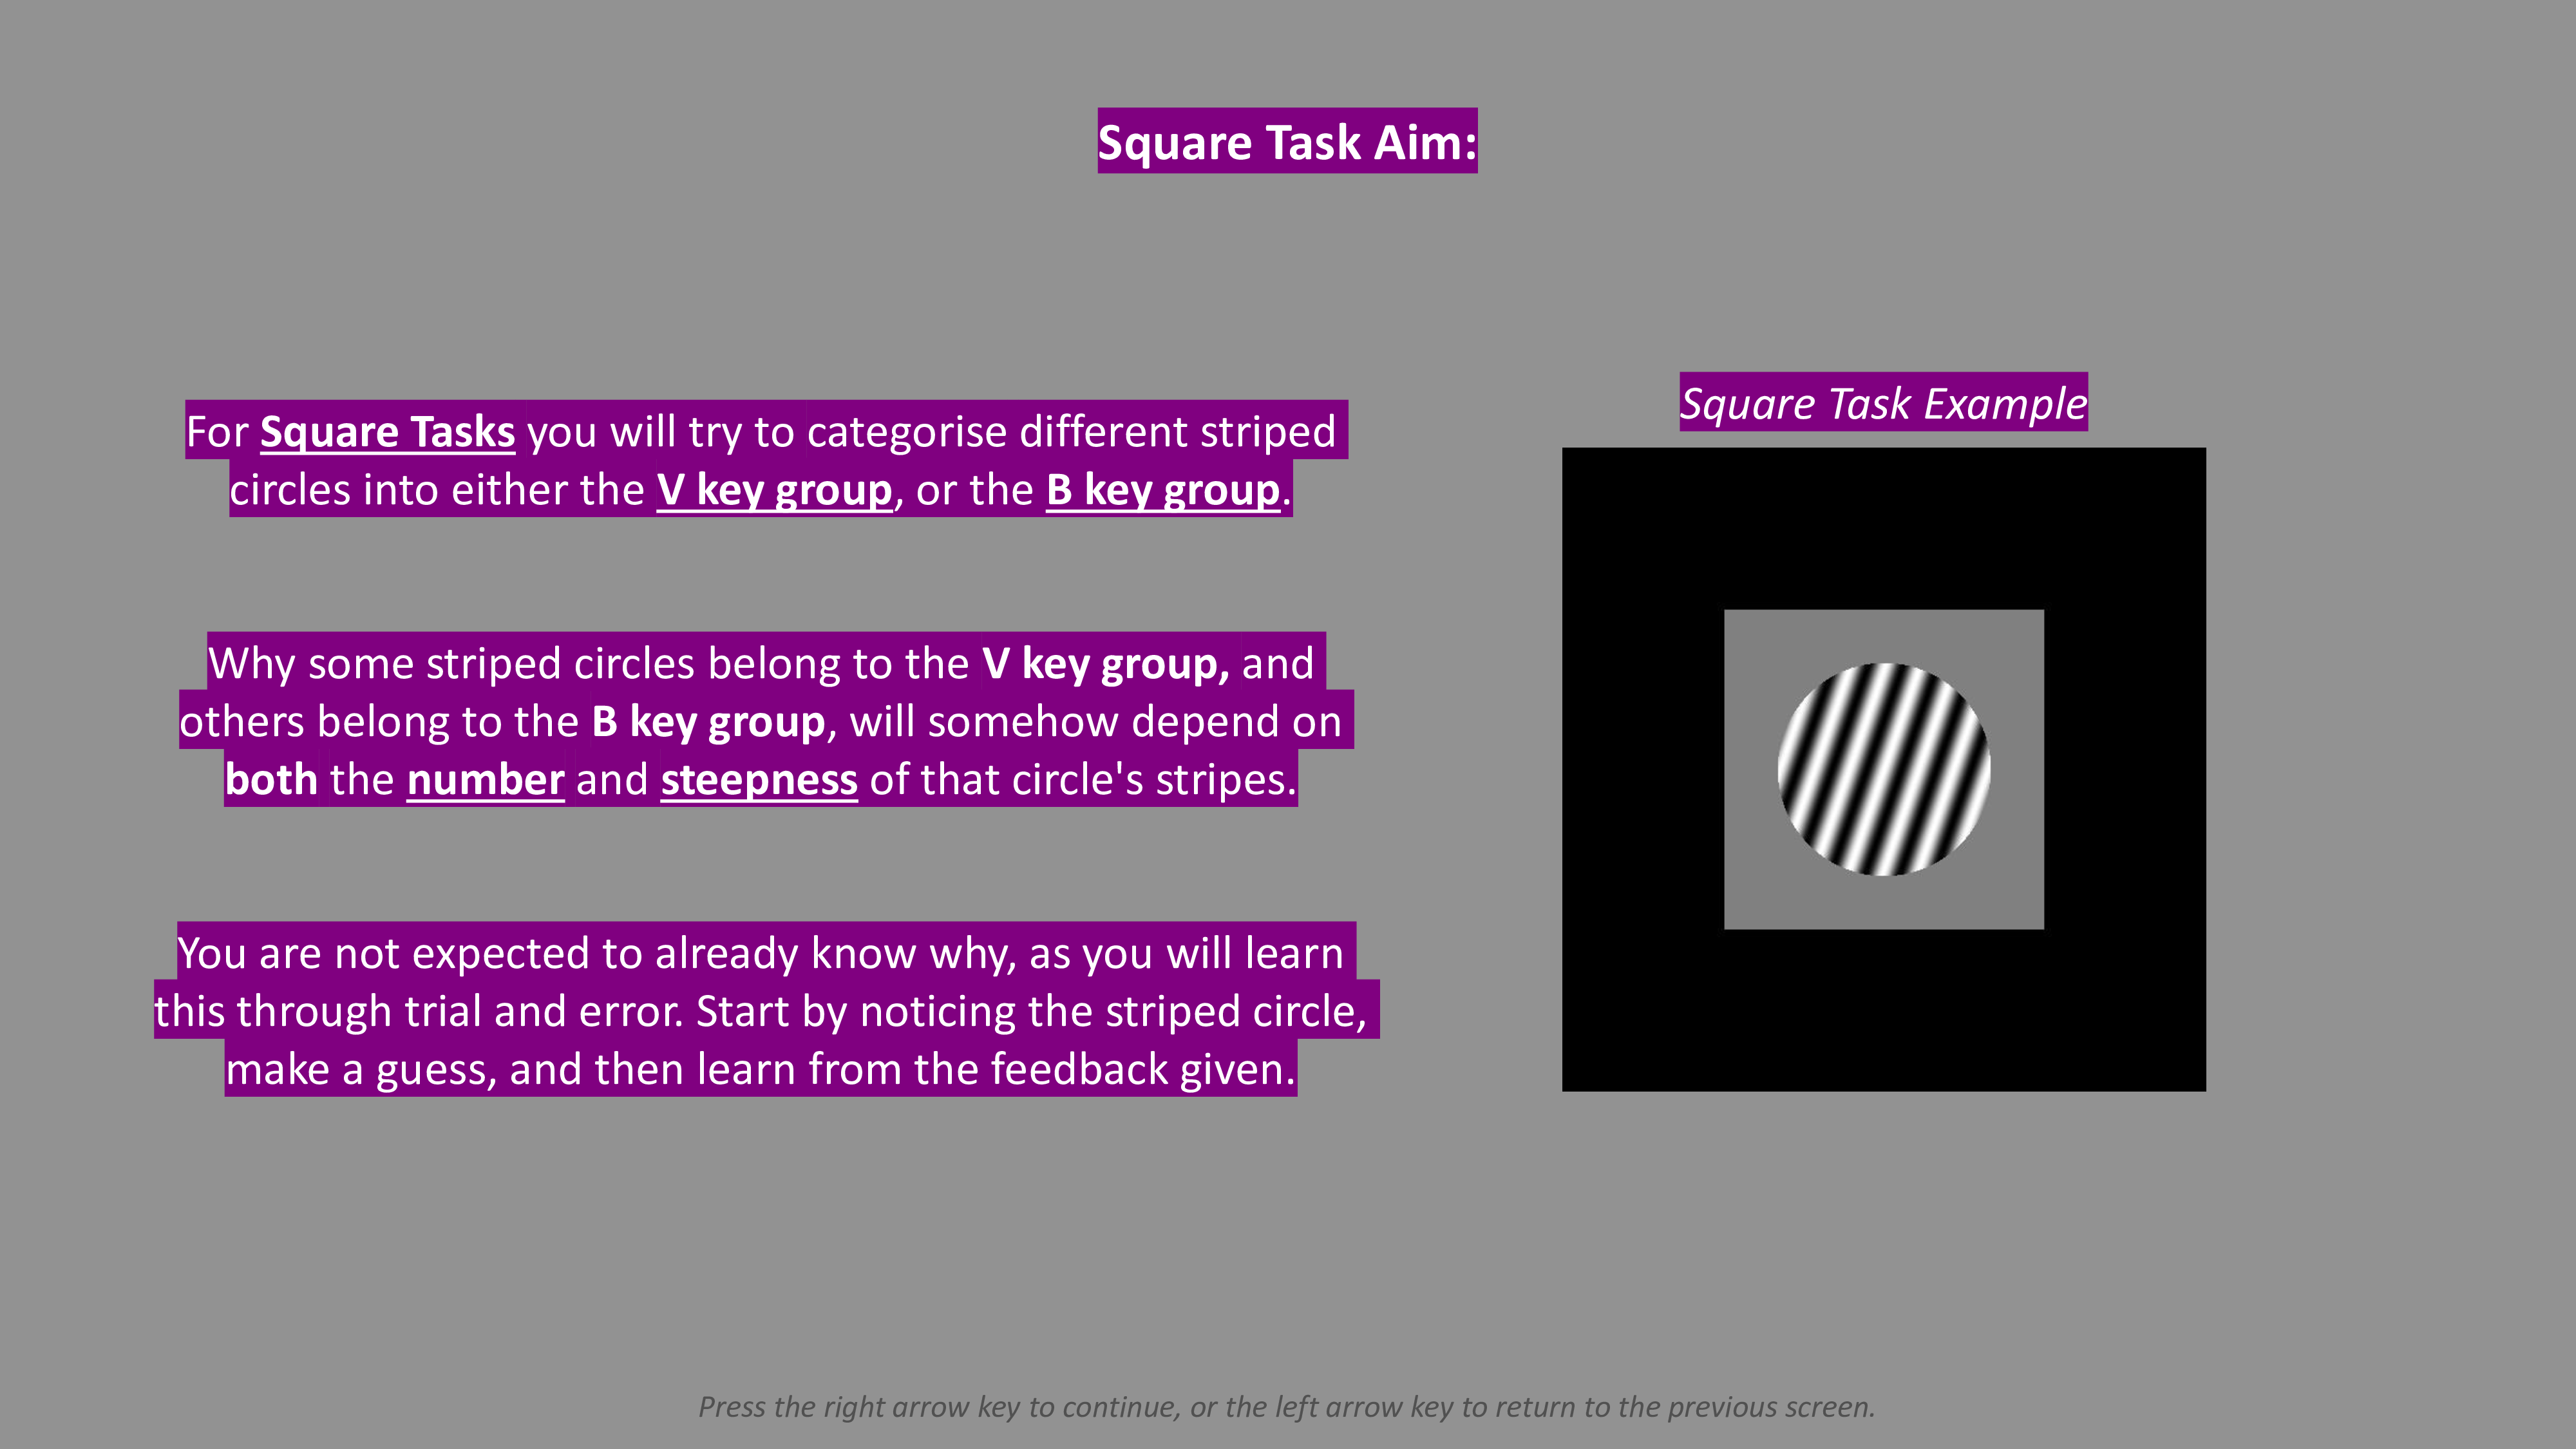 Square Task Aim:
For Square Tasks you will try to categorise different striped
circles into either the V key group, or the B key group.
Why some striped circles belong to the V key group, and
others belong to the B key group, will somehow depend on
both the number and steepness of that circle's stripes.
You are not expected to already know why, as you will learn
this through trial and error. Start by noticing the striped circle,
make a guess, and then learn from the feedback given.
Square Task Example
Press the right arrow key to continue, or the left arrow key to return to the previous screen.